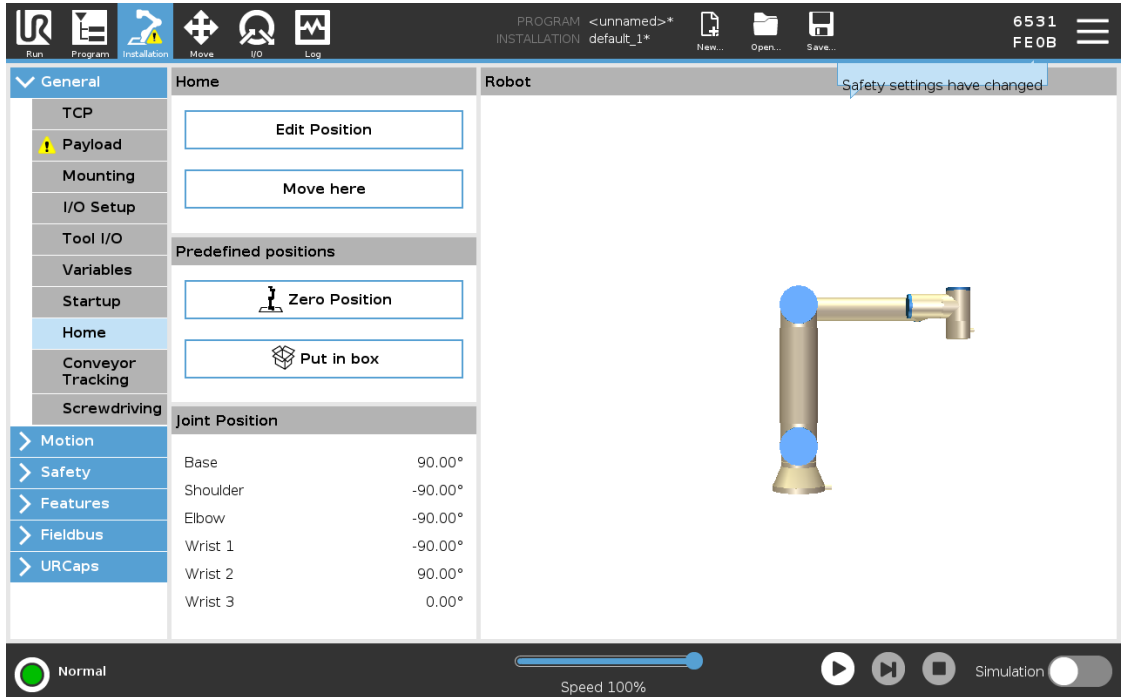 PROGRAM <unnamed>*
INSTALLATION default_1*
6531
FE0B
Run Program Installation Move I/O Log New... Open... Save...
Safety settings have changed
General
TCP
Payload
Mounting
I/O Setup
Tool I/O
Variables
Startup
Home
Conveyor
Tracking
Screwdriving
Motion
Safety
Features
Fieldbus
URCaps
Home
Edit Position
Move here
Predefined positions
Zero Position
Put in box
Joint Position
Base 90.00°
Shoulder -90.00°
Elbow -90.00°
Wrist 1 -90.00°
Wrist 2 90.00°
Wrist 3 0.00°
Robot
Normal
Speed 100%
Simulation